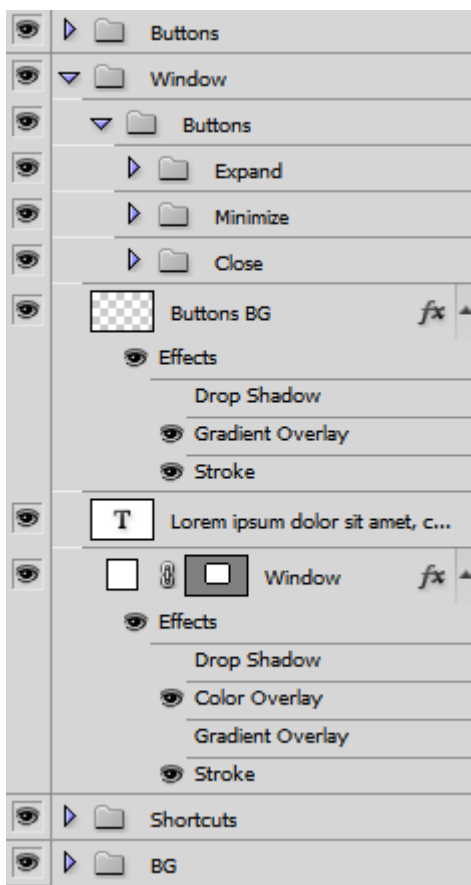 Buttons
Window
Buttons
Expand
Minimize
Close
Buttons BG fx
Effects
Drop Shadow
Gradient Overlay
Stroke
T Lorem ipsum dolor sit amet, c...
Window fx
Effects
Drop Shadow
Color Overlay
Gradient Overlay
Stroke
Shortcuts
BG